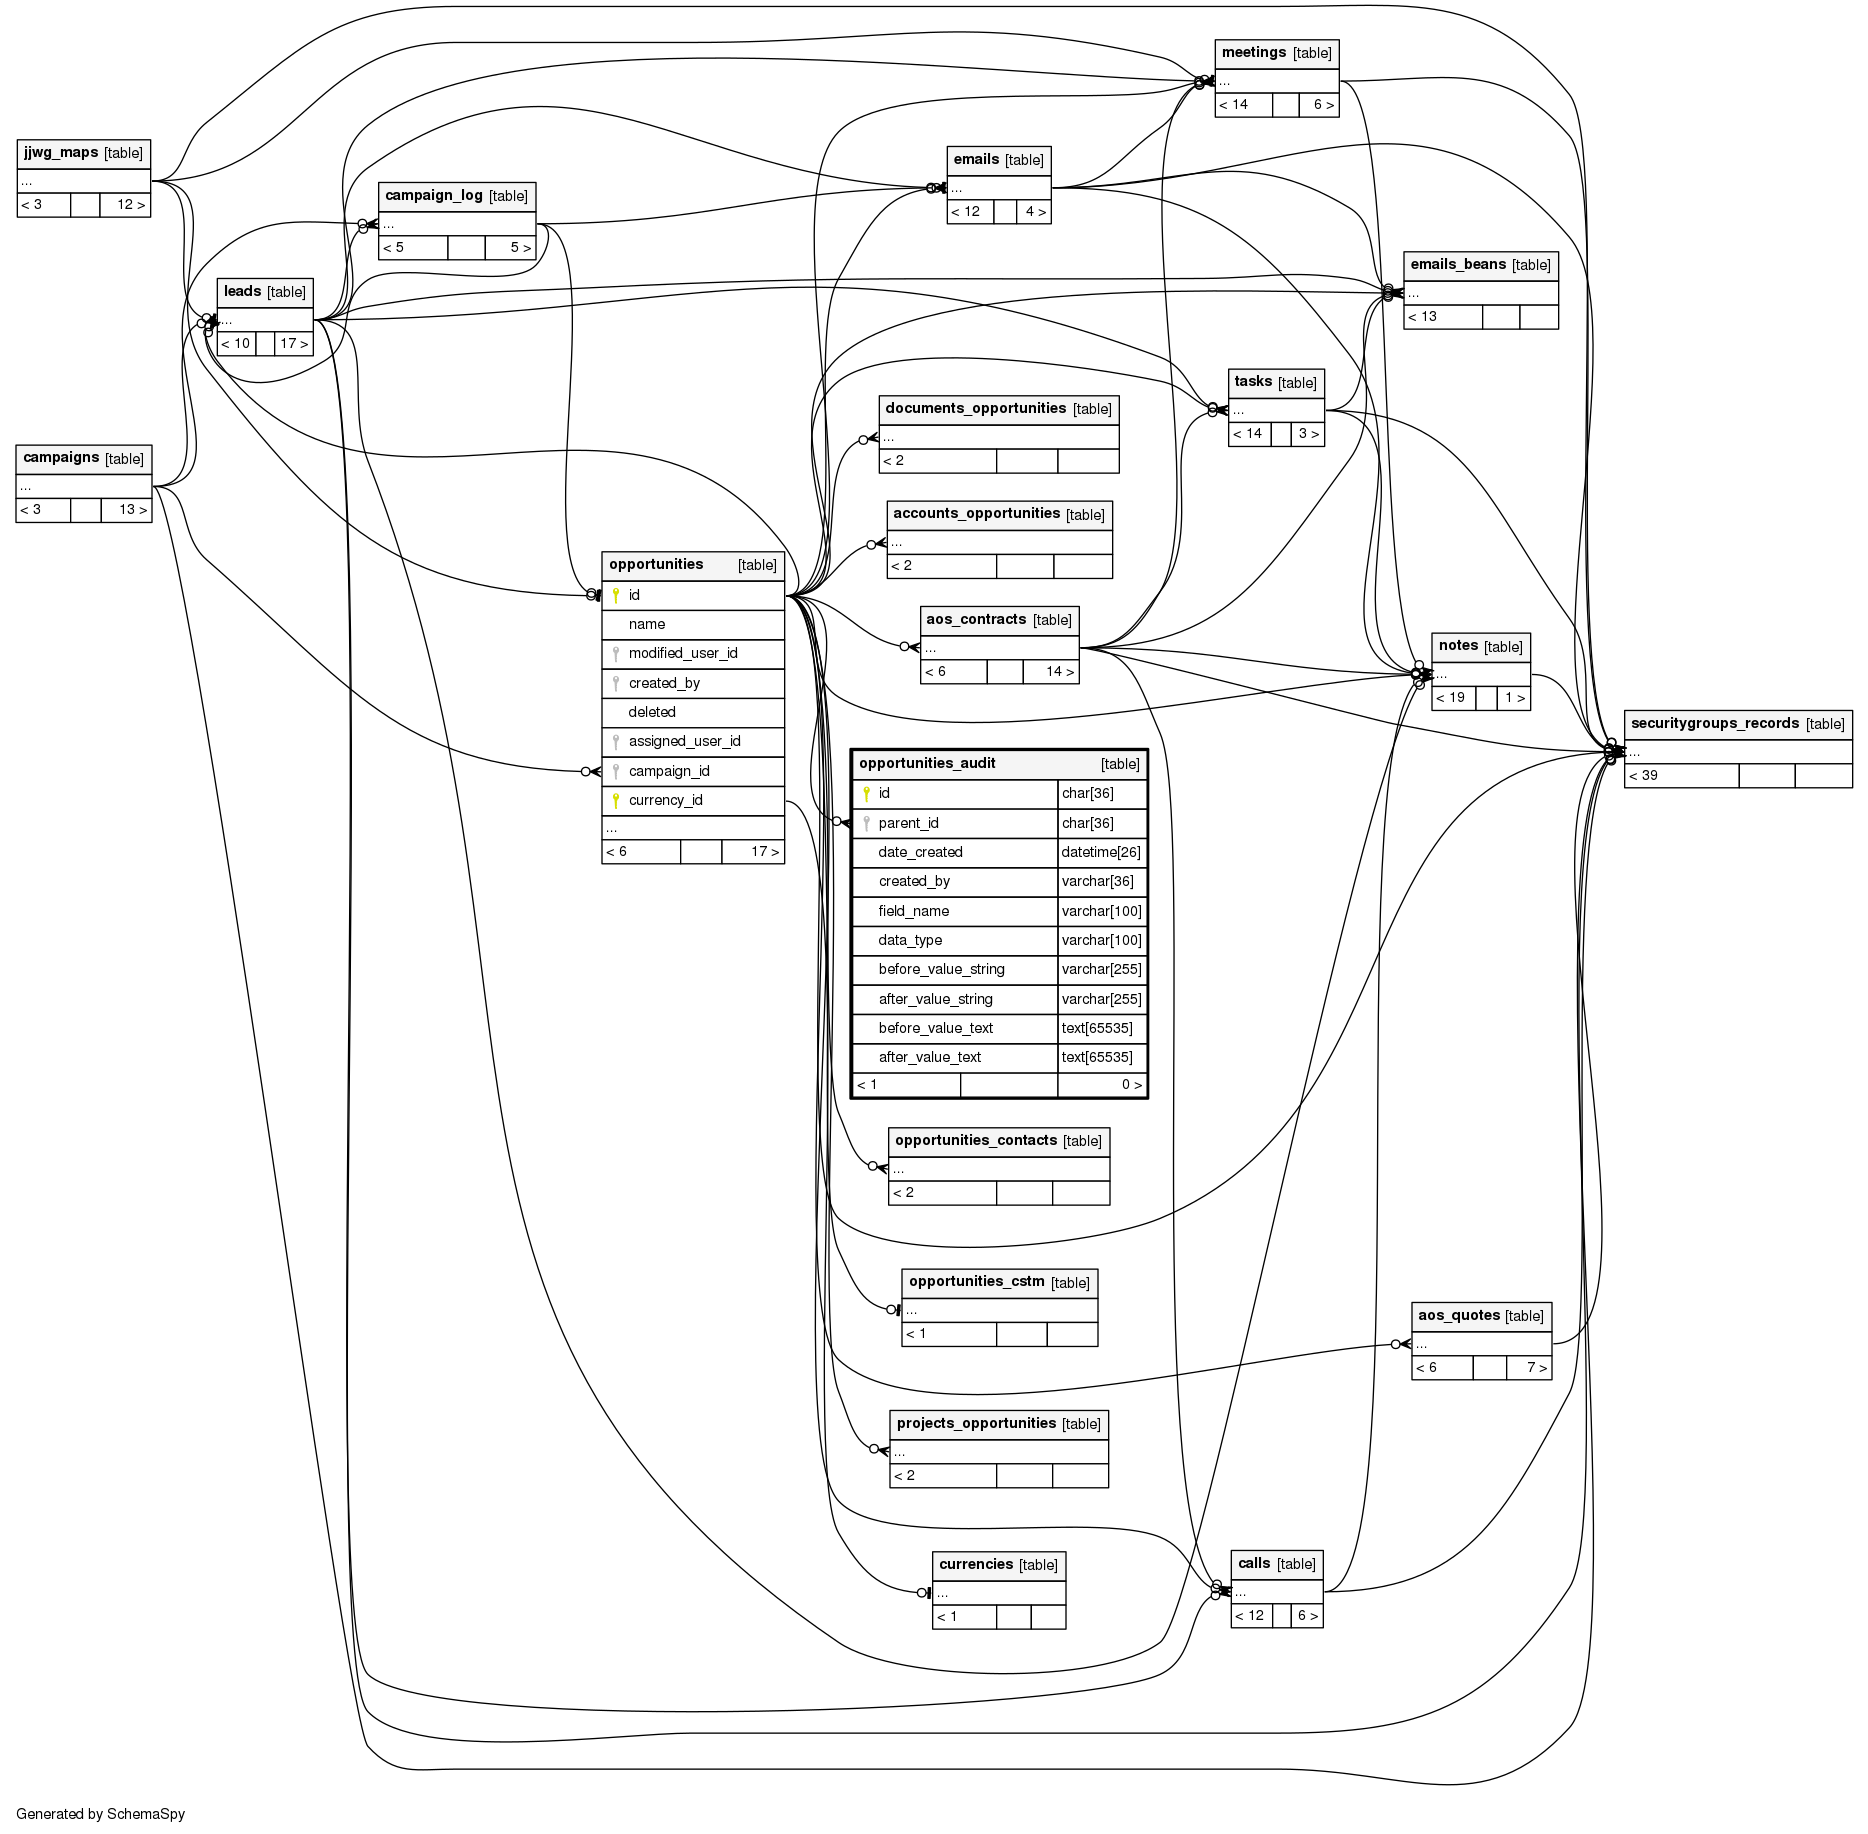 meetings [table]
...
< 14 6 >
jjwg_maps [table]
...
< 3 12 >
emails [table]
...
< 12 4 >
campaign_log [table]
...
< 5 5 >
emails_beans [table]
...
< 13
leads [table]
...
< 10 17 >
tasks [table]
...
< 14 3 >
documents_opportunities [table]
...
< 2
campaigns [table]
...
< 3 13 >
accounts_opportunities [table]
...
< 2
opportunities [table]
id
name
modified_user_id
created_by
deleted
assigned_user_id
campaign_id
currency_id
...
< 6 17 >
aos_contracts [table]
...
< 6 14 >
notes [table]
...
< 19 1 >
securitygroups_records [table]
...
< 39
opportunities_audit [table]
id char[36]
parent_id char[36]
date_created datetime[26]
created_by varchar[36]
field_name varchar[100]
data_type varchar[100]
before_value_string varchar[255]
after_value_string varchar[255]
before_value_text text[65535]
after_value_text text[65535]
< 1 0 >
opportunities_contacts [table]
...
< 2
opportunities_cstm [table]
...
< 1
aos_quotes [table]
...
< 6 7 >
projects_opportunities [table]
...
< 2
currencies [table]
...
< 1
calls [table]
...
< 12 6 >
Generated by SchemaSpy